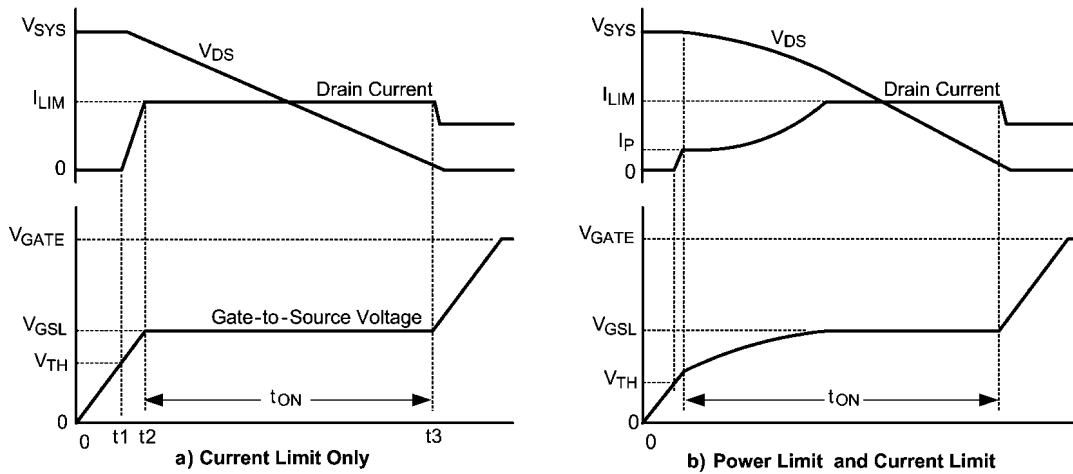 VSYS
VDS
ILIM
Drain Current
0
VGATE
VGSL
Gate-to-Source Voltage
VTH
tON
0
0
t1
t2
t3
a) Current Limit Only
VSYS
VDS
ILIM
Drain Current
IP
0
VGATE
VGSL
VTH
tON
0
0
b) Power Limit and Current Limit